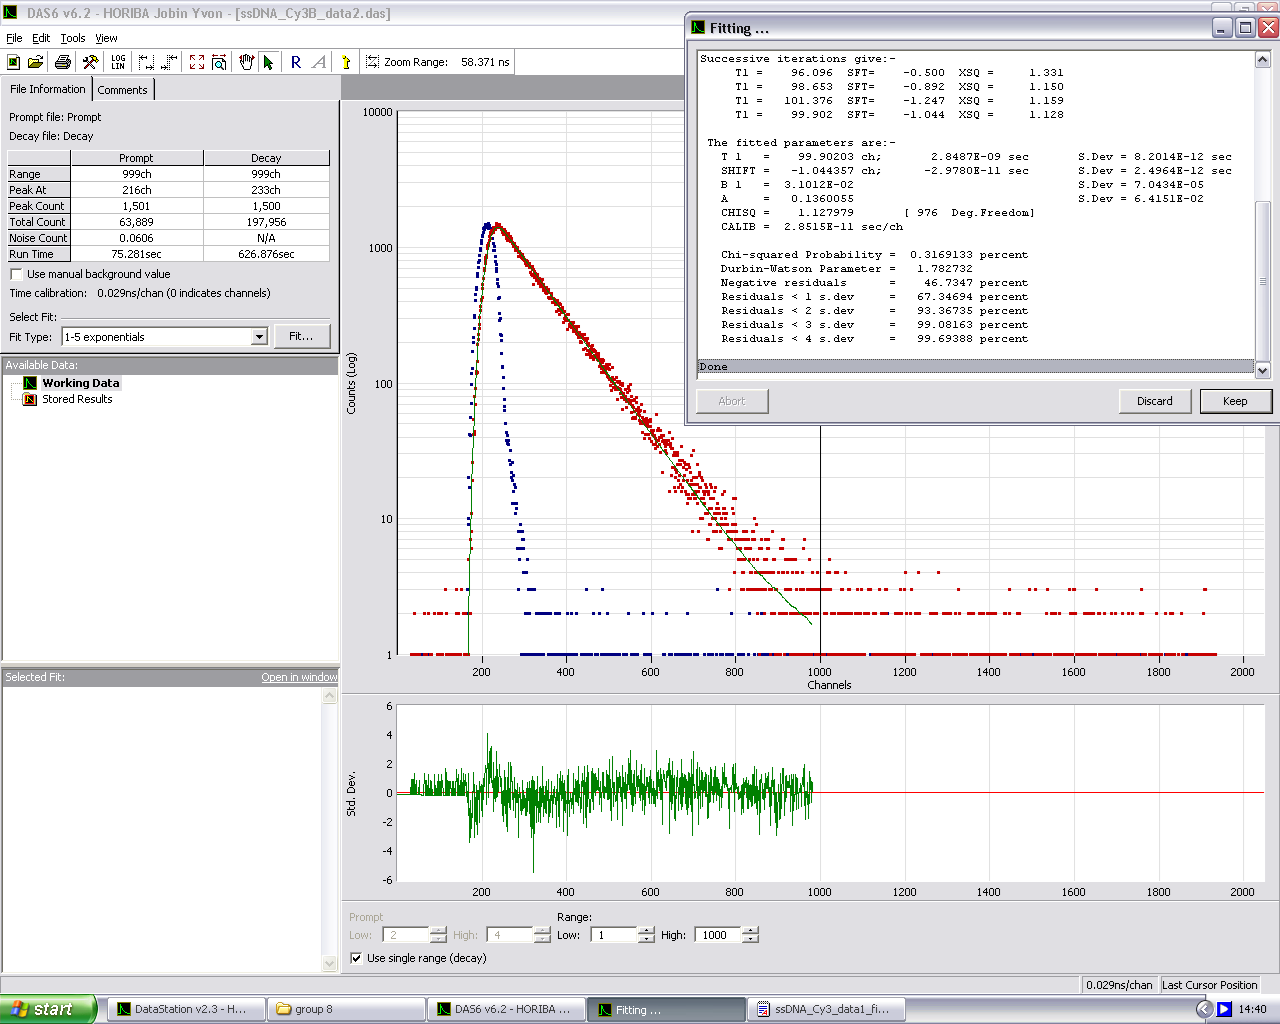 DAS6 v6.2 - HORIBA Jobin Yvon - [ssDNA_Cy3B_data2.das]
File Edit Tools View
LOG LIN R A Zoom Range: 58.371 ns
File Information Comments
Prompt file: Prompt
Decay file: Decay
Prompt Decay
Range 999ch 999ch
Peak At 216ch 233ch
Peak Count 1,501 1,500
Total Count 63,889 197,956
Noise Count 0.0606 N/A
Run Time 75.281sec 626.876sec
Use manual background value
Time calibration: 0.029ns/chan (0 indicates channels)
Select Fit:
Fit Type: 1-5 exponentials Fit...
Available Data:
Working Data
Stored Results
Selected Fit: Open in window
Fitting ...
Successive iterations give:-
T1 = 96.096 SFT= -0.500 XSQ = 1.331
T1 = 98.653 SFT= -0.892 XSQ = 1.150
T1 = 101.376 SFT= -1.247 XSQ = 1.159
T1 = 99.902 SFT= -1.044 XSQ = 1.128
The fitted parameters are:-
T 1 = 99.90203 ch; 2.8487E-09 sec S.Dev = 8.2014E-12 sec
SHIFT = -1.044357 ch; -2.9780E-11 sec S.Dev = 2.4964E-12 sec
B 1 = 3.1012E-02 S.Dev = 7.0434E-05
A = 0.1360055 S.Dev = 6.4151E-02
CHISQ = 1.127979 [ 976 Deg.Freedom]
CALIB = 2.8515E-11 sec/ch
Chi-squared Probability = 0.3169133 percent
Durbin-Watson Parameter = 1.782732
Negative residuals = 46.7347 percent
Residuals < 1 s.dev = 67.34694 percent
Residuals < 2 s.dev = 93.36735 percent
Residuals < 3 s.dev = 99.08163 percent
Residuals < 4 s.dev = 99.69388 percent
Done
Abort Discard Keep
Counts (Log)
10000
1000
100
10
1
200 400 600 800 1000 1200 1400 1600 1800 2000
Channels
Std. Dev.
6
4
2
0
-2
-4
-6
200 400 600 800 1000 1200 1400 1600 1800 2000
Prompt Range:
Low: 2 High: 4 Low: 1 High: 1000
Use single range (decay)
0.029ns/chan Last Cursor Position
start DataStation v2.3 - H... group 8 DAS6 v6.2 - HORIBA ... Fitting ... ssDNA_Cy3_data1_fi... 14:40